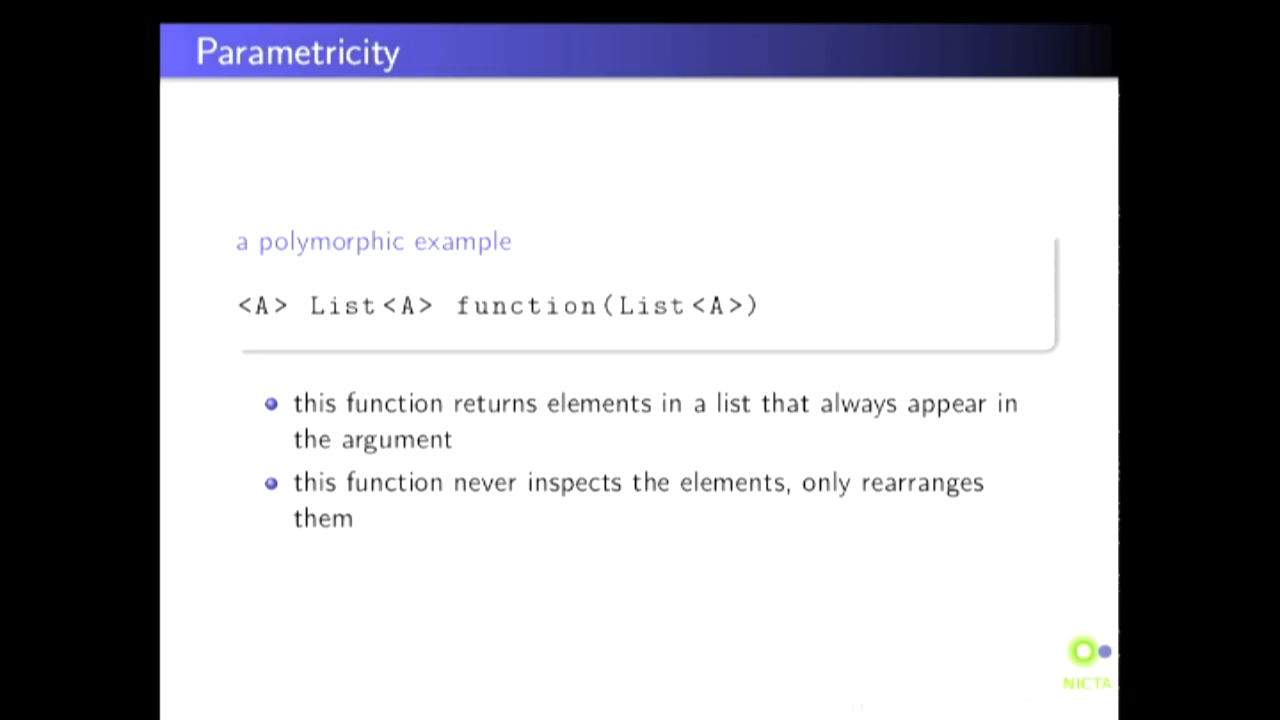 Parametricity
a polymorphic example
<A> List<A> function(List<A>)
this function returns elements in a list that always appear in
the argument
this function never inspects the elements, only rearranges
them
NICTA